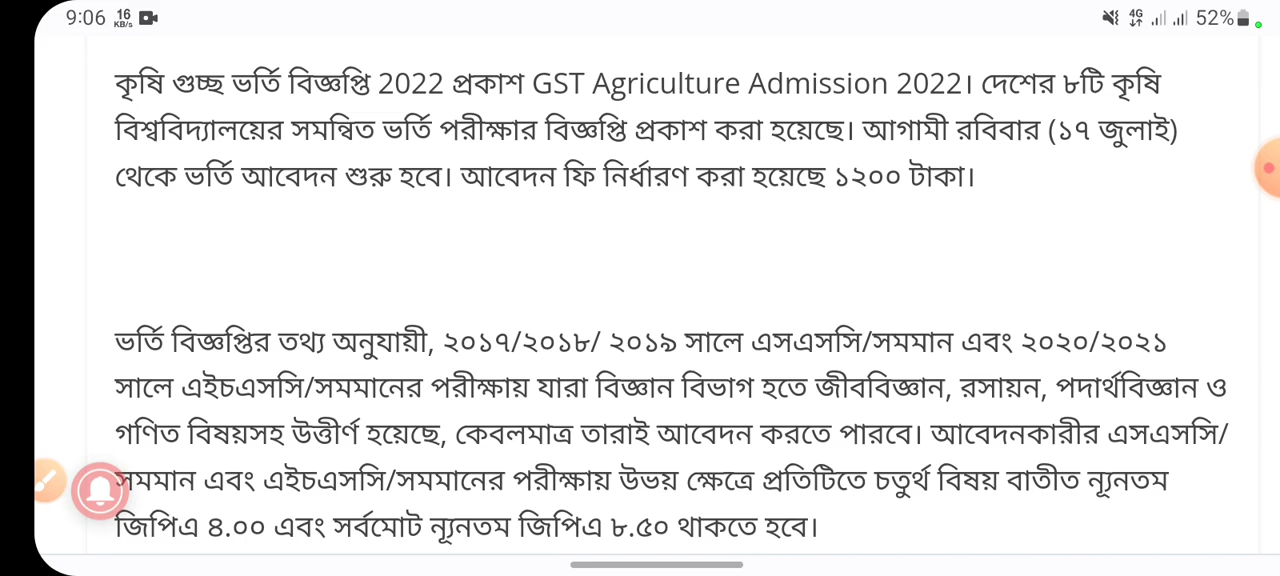 9:06 16 KB/s 4G 52%
কৃষি গুচ্ছ ভর্তি বিজ্ঞপ্তি 2022 প্রকাশ GST Agriculture Admission 2022। দেশের ৮টি কৃষি
বিশ্ববিদ্যালয়ের সমন্বিত ভর্তি পরীক্ষার বিজ্ঞপ্তি প্রকাশ করা হয়েছে। আগামী রবিবার (১৭ জুলাই)
থেকে ভর্তি আবেদন শুরু হবে। আবেদন ফি নির্ধারণ করা হয়েছে ১২০০ টাকা।
ভর্তি বিজ্ঞপ্তির তথ্য অনুযায়ী, ২০১৭/২০১৮/ ২০১৯ সালে এসএসসি/সমমান এবং ২০২০/২০২১
সালে এইচএসসি/সমমানের পরীক্ষায় যারা বিজ্ঞান বিভাগ হতে জীববিজ্ঞান, রসায়ন, পদার্থবিজ্ঞান ও
গণিত বিষয়সহ উত্তীর্ণ হয়েছে, কেবলমাত্র তারাই আবেদন করতে পারবে। আবেদনকারীর এসএসসি/
সমমান এবং এইচএসসি/সমমানের পরীক্ষায় উভয় ক্ষেত্রে প্রতিটিতে চতুর্থ বিষয় বাতীত ন্যূনতম
জিপিএ ৪.০০ এবং সর্বমোট ন্যূনতম জিপিএ ৮.৫০ থাকতে হবে।